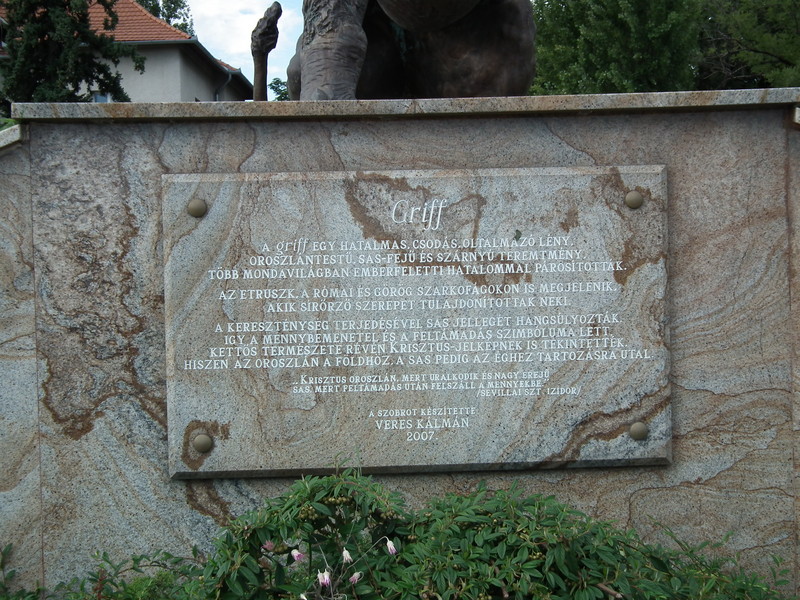 Griff
A griff EGY HATALMAS, CSODÁS, OLTALMAZÓ LÉNY.
OROSZLÁNTESTŰ, SAS-FEJŰ ÉS SZÁRNYÚ TEREMTMÉNY.
TÖBB MONDAVILÁGBAN EMBERFELETTI HATALOMMAL PÁROSÍTOTTÁK.
AZ ETRUSZK, A RÓMAI ÉS GÖRÖG SZARKOFÁGOKON IS MEGJELENIK,
AKIK SÍRŐRZŐ SZEREPET TULAJDONÍTOTTAK NEKI.
A KERESZTÉNYSÉG TERJEDÉSÉVEL SAS JELLEGÉT HANGSÚLYOZTÁK.
ÍGY A MENNYBEMENETEL ÉS A FELTÁMADÁS SZIMBÓLUMA LETT.
KETTŐS TERMÉSZETE RÉVÉN KRISZTUS-JELKÉPNEK IS TEKINTETTÉK,
HISZEN AZ OROSZLÁN A FÖLDHÖZ, A SAS PEDIG AZ ÉGHEZ TARTOZÁSRA UTAL.
„KRISZTUS OROSZLÁN, MERT URALKODIK ÉS NAGY EREJŰ
SAS, MERT FELTÁMADÁS UTÁN FELSZÁLL A MENNYEKBE.”
/SEVILLAI SZT. IZIDOR/
A SZOBROT KÉSZÍTETTE
VERES KÁLMÁN
2007.